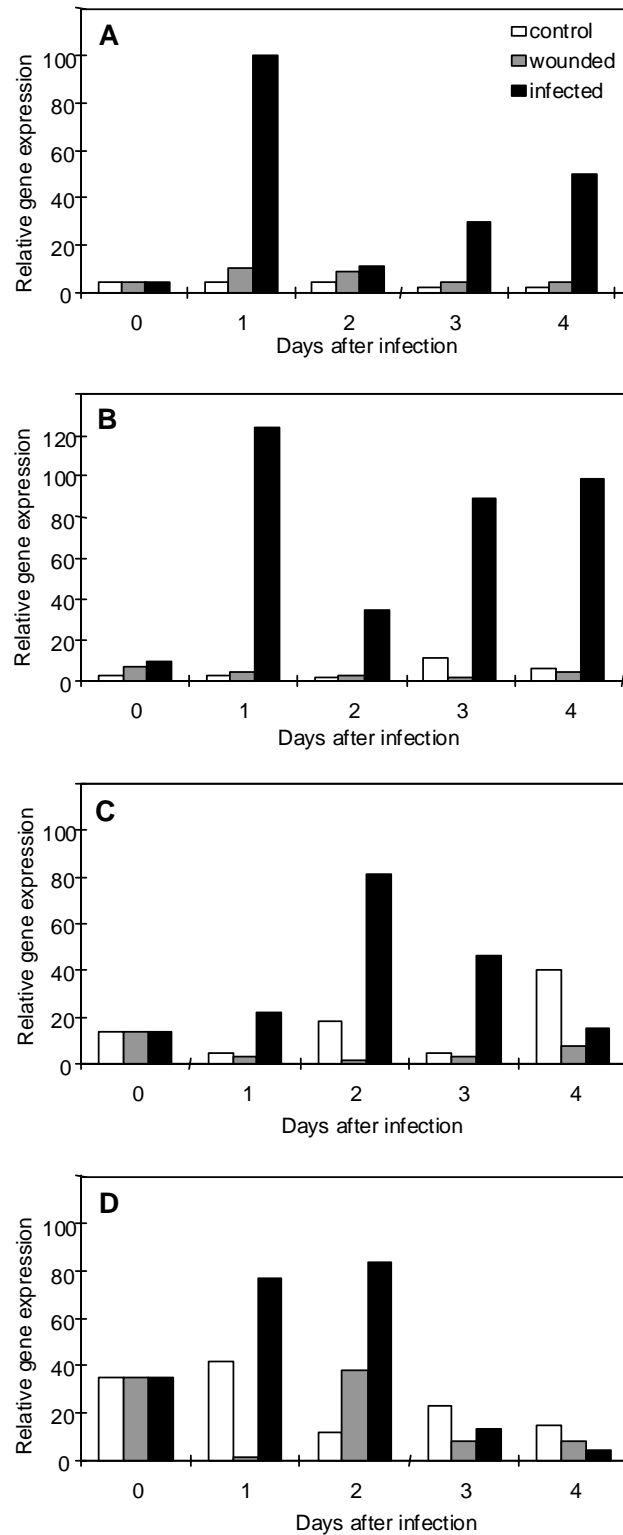 A
control
wounded
infected
Relative gene expression
100
80
60
40
20
0
0 1 2 3 4
Days after infection
B
Relative gene expression
120
100
80
60
40
20
0
0 1 2 3 4
Days after infection
C
Relative gene expression
100
80
60
40
20
0
0 1 2 3 4
Days after infection
D
Relative gene expression
100
80
60
40
20
0
0 1 2 3 4
Days after infection